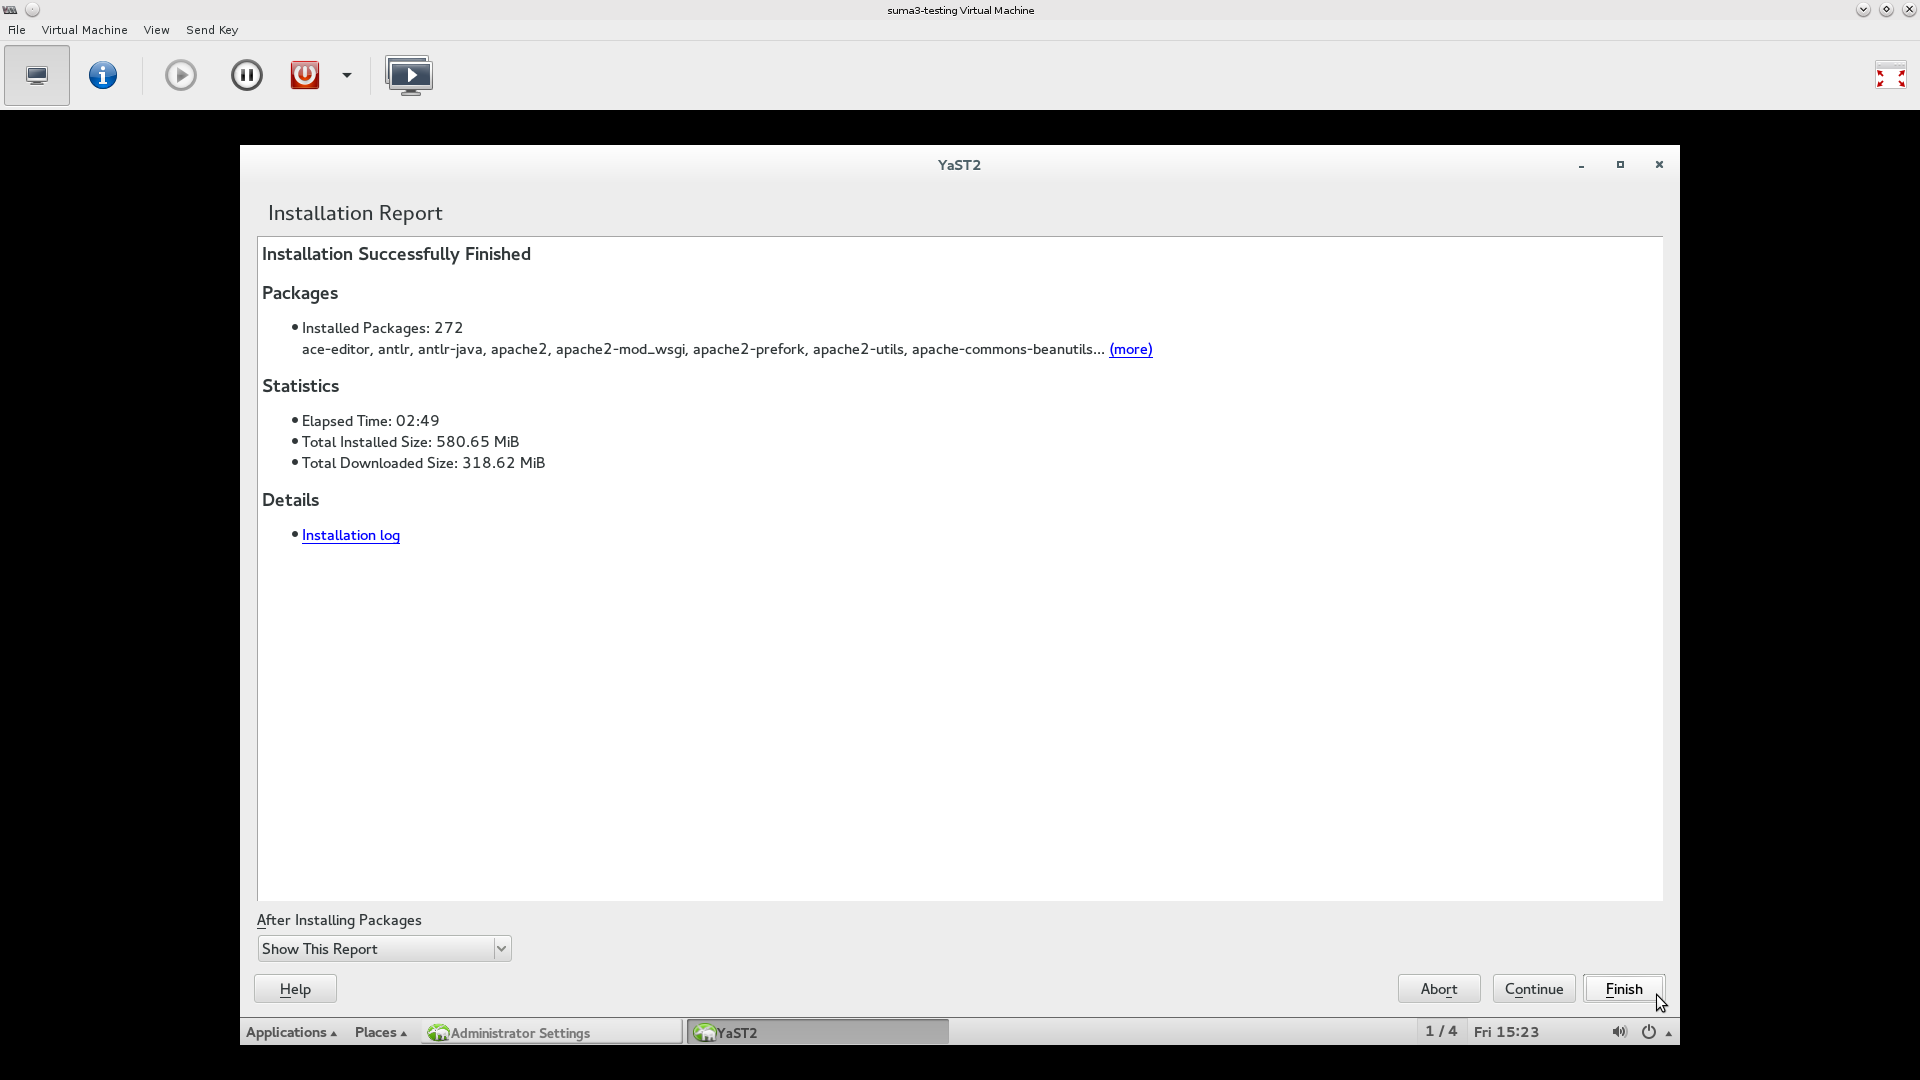 suma3-testing Virtual Machine
File Virtual Machine View Send Key
YaST2
Installation Report
Installation Successfully Finished
Packages
Installed Packages: 272
ace-editor, antlr, antlr-java, apache2, apache2-mod_wsgi, apache2-prefork, apache2-utils, apache-commons-beanutils... (more)
Statistics
Elapsed Time: 02:49
Total Installed Size: 580.65 MiB
Total Downloaded Size: 318.62 MiB
Details
Installation log
After Installing Packages
Show This Report
Help Abort Continue Finish
Applications Places Administrator Settings YaST2 1 / 4 Fri 15:23